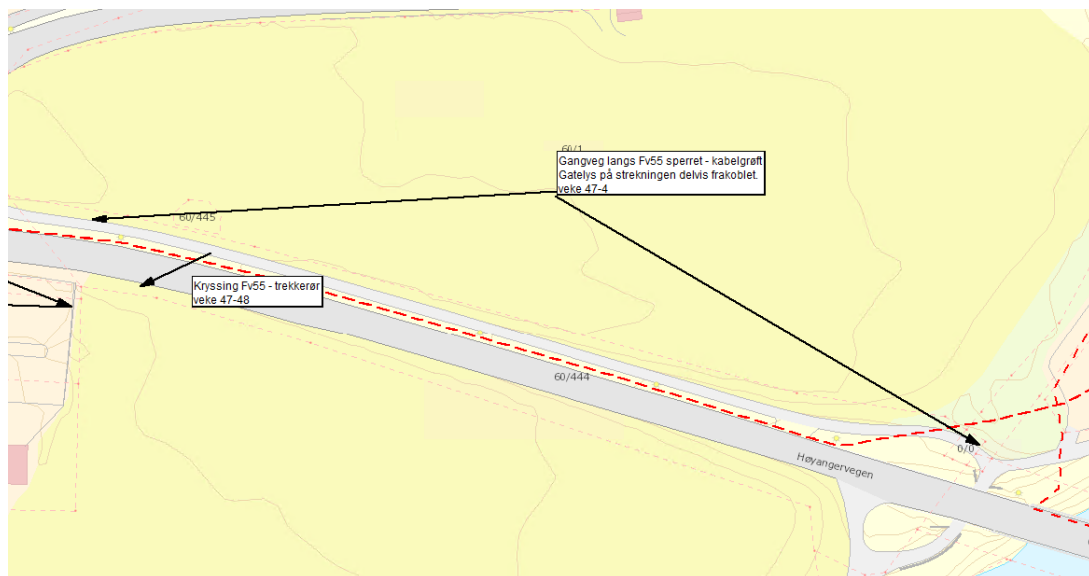 60/1
Gangveg langs Fv55 sperret - kabelgrøft
Gatelys på strekningen delvis frakoblet.
veke 47-4
60/445
Kryssing Fv55 - trekkerør
veke 47-48
60/444
Høyangervegen
0/0